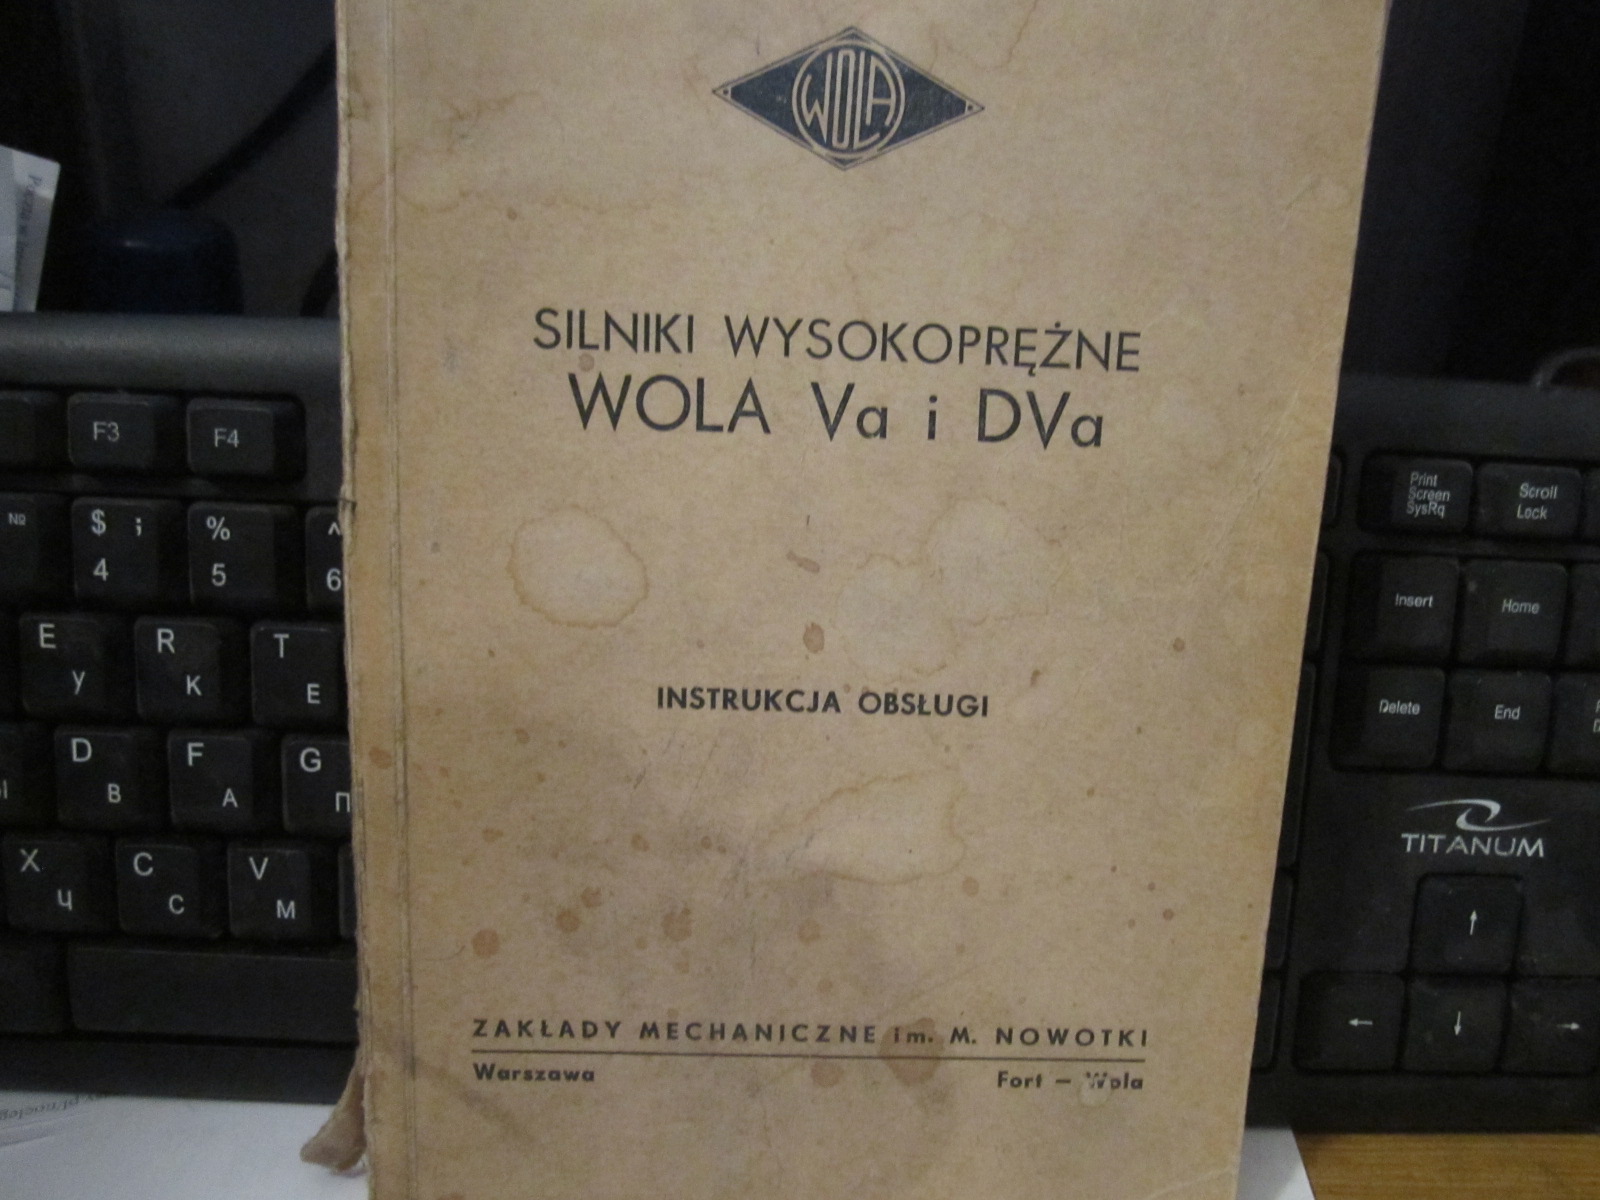 WOLA
SILNIKI WYSOKOPRĘŻNE
WOLA Va i DVa
INSTRUKCJA OBSŁUGI
ZAKŁADY MECHANICZNE im. M. NOWOTKI
Warszawa Fort – Wola
F3 F4
№ $ ; 4 % 5 ^ 6
E У R К T Е
D В F А G П
X Ч C С V М
Print Screen SysRq
Scroll Lock
Insert Home
Delete End
TITANUM
↑
← ↓ →